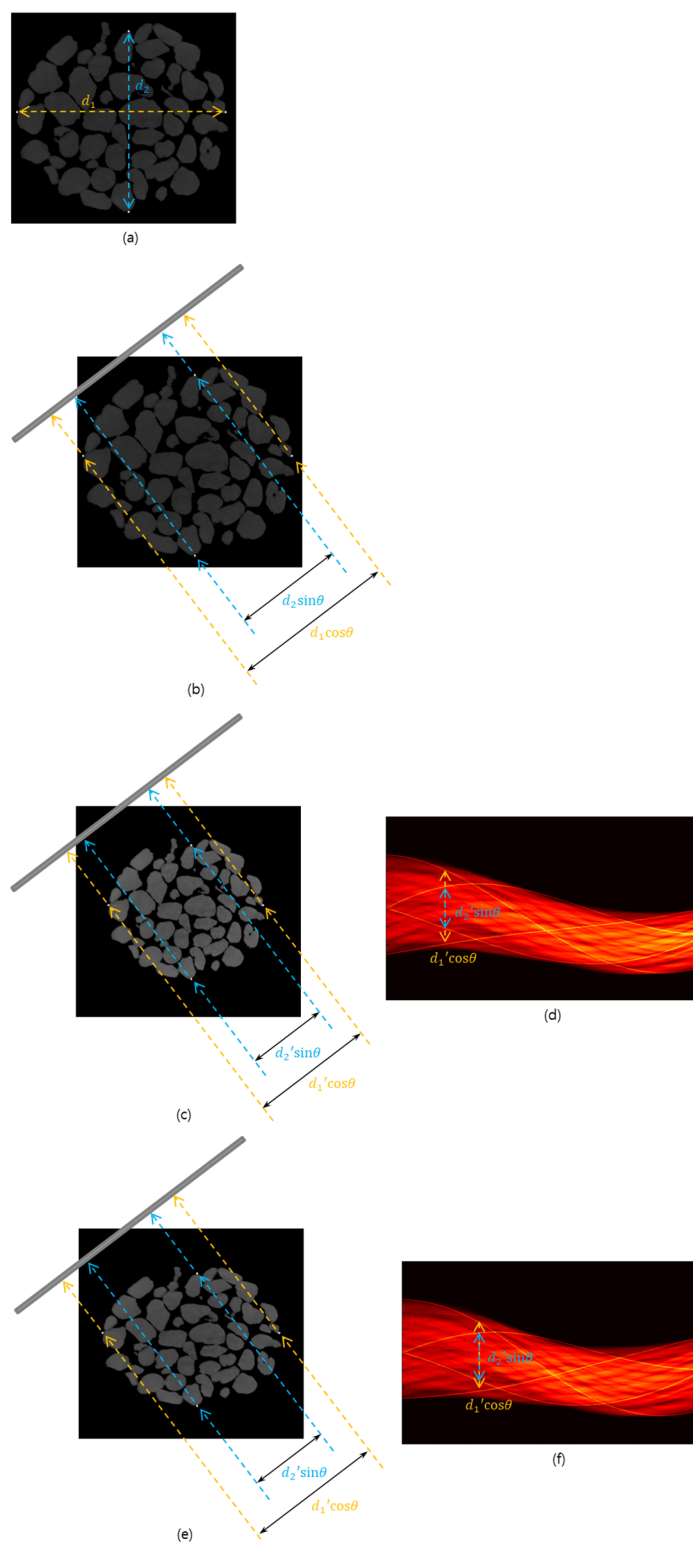 d₁
d₂
(a)
d₂sinθ
d₁cosθ
(b)
d₂′sinθ
d₁′cosθ
(c)
d₂′sinθ
d₁′cosθ
(d)
d₂′sinθ
d₁′cosθ
(e)
d₂′sinθ
d₁′cosθ
(f)